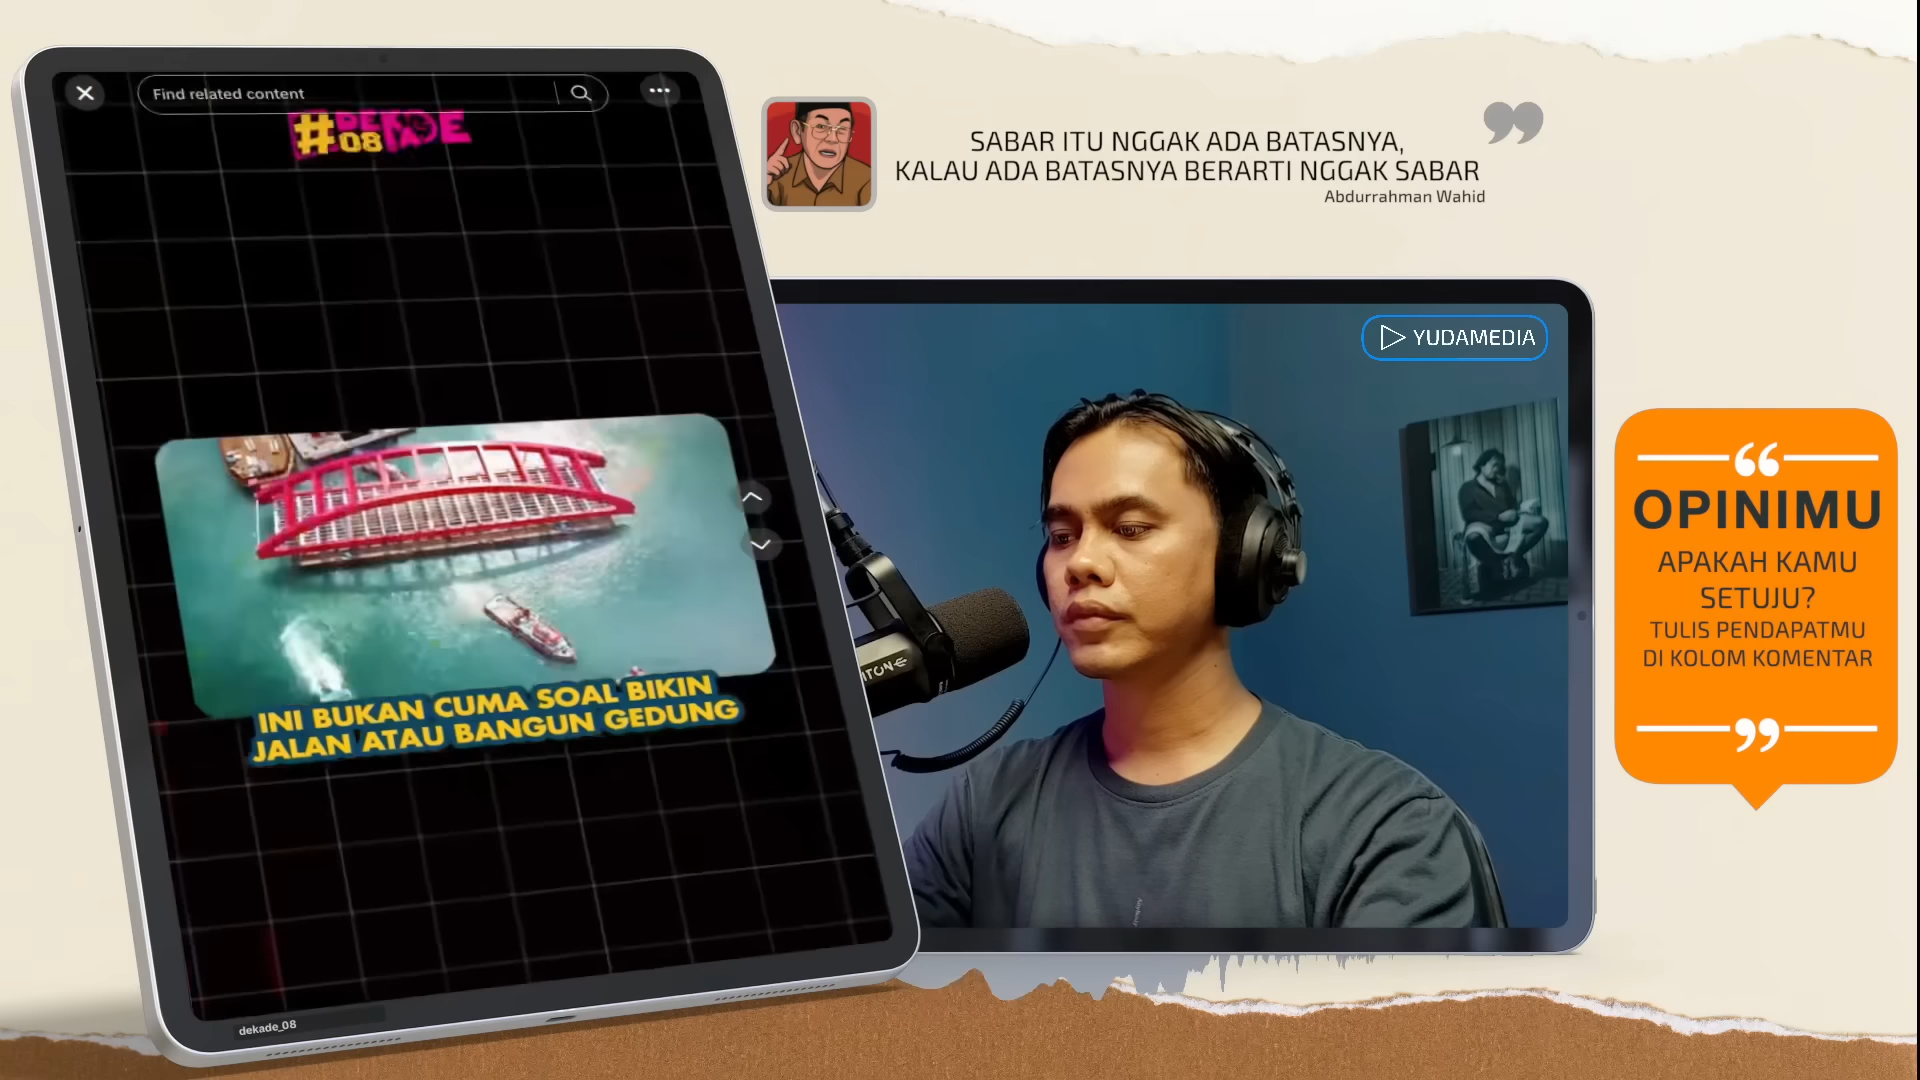 Find related content
#DEKADE
08
INI BUKAN CUMA SOAL BIKIN
JALAN ATAU BANGUN GEDUNG
dekade_08
SABAR ITU NGGAK ADA BATASNYA,
KALAU ADA BATASNYA BERARTI NGGAK SABAR
Abdurrahman Wahid
YUDAMEDIA
OPINIMU
APAKAH KAMU
SETUJU?
TULIS PENDAPATMU
DI KOLOM KOMENTAR